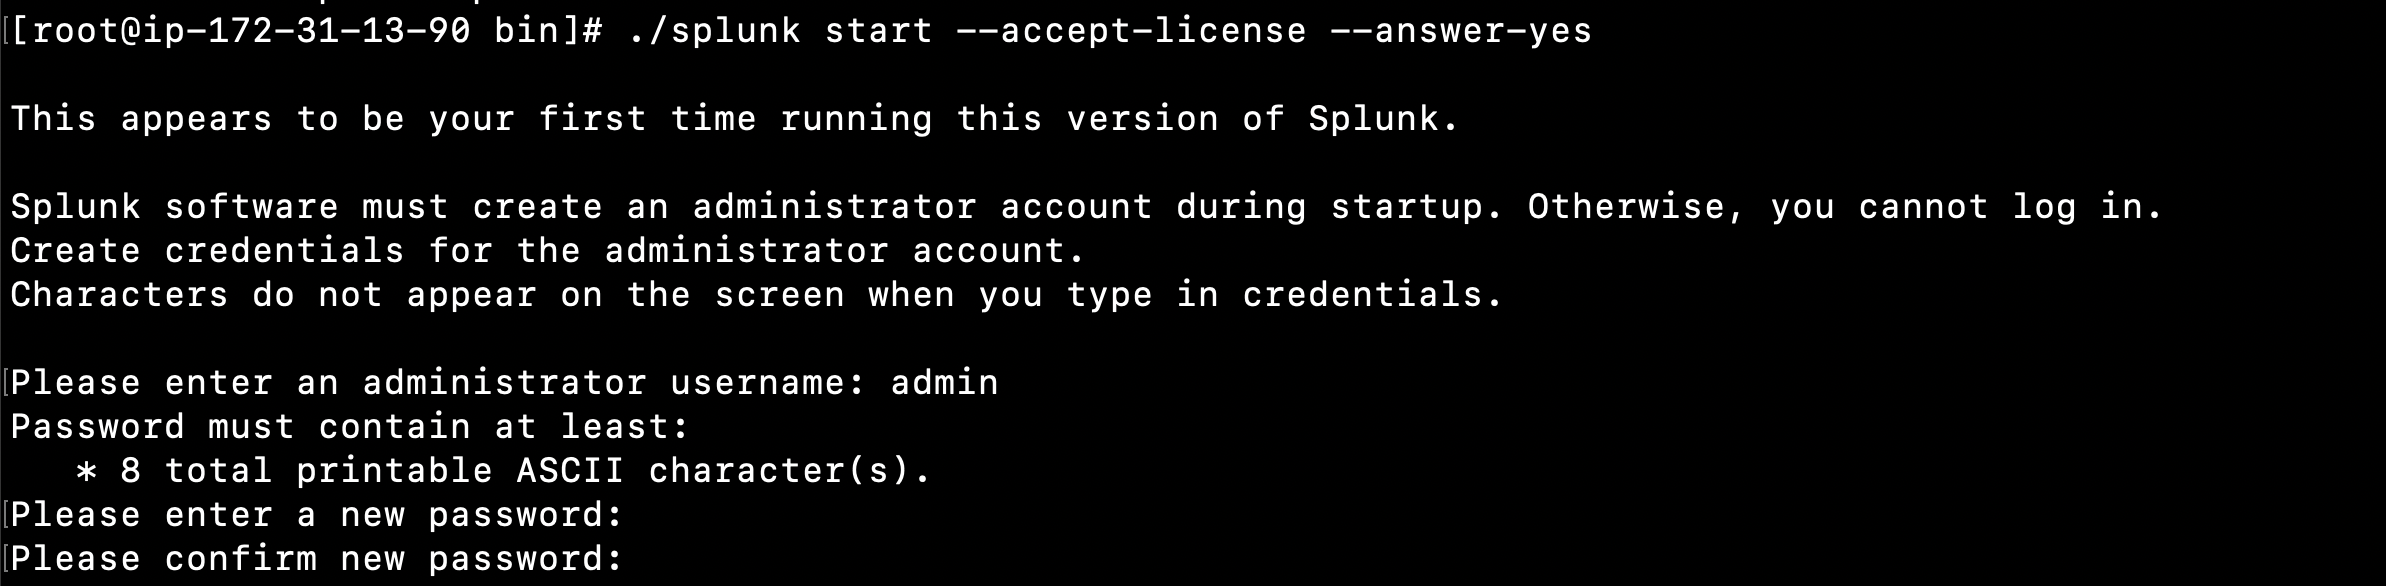 [root@ip-172-31-13-90 bin]# ./splunk start --accept-license --answer-yes
This appears to be your first time running this version of Splunk.
Splunk software must create an administrator account during startup. Otherwise, you cannot log in.
Create credentials for the administrator account.
Characters do not appear on the screen when you type in credentials.
Please enter an administrator username: admin
Password must contain at least:
   * 8 total printable ASCII character(s).
Please enter a new password:
Please confirm new password: